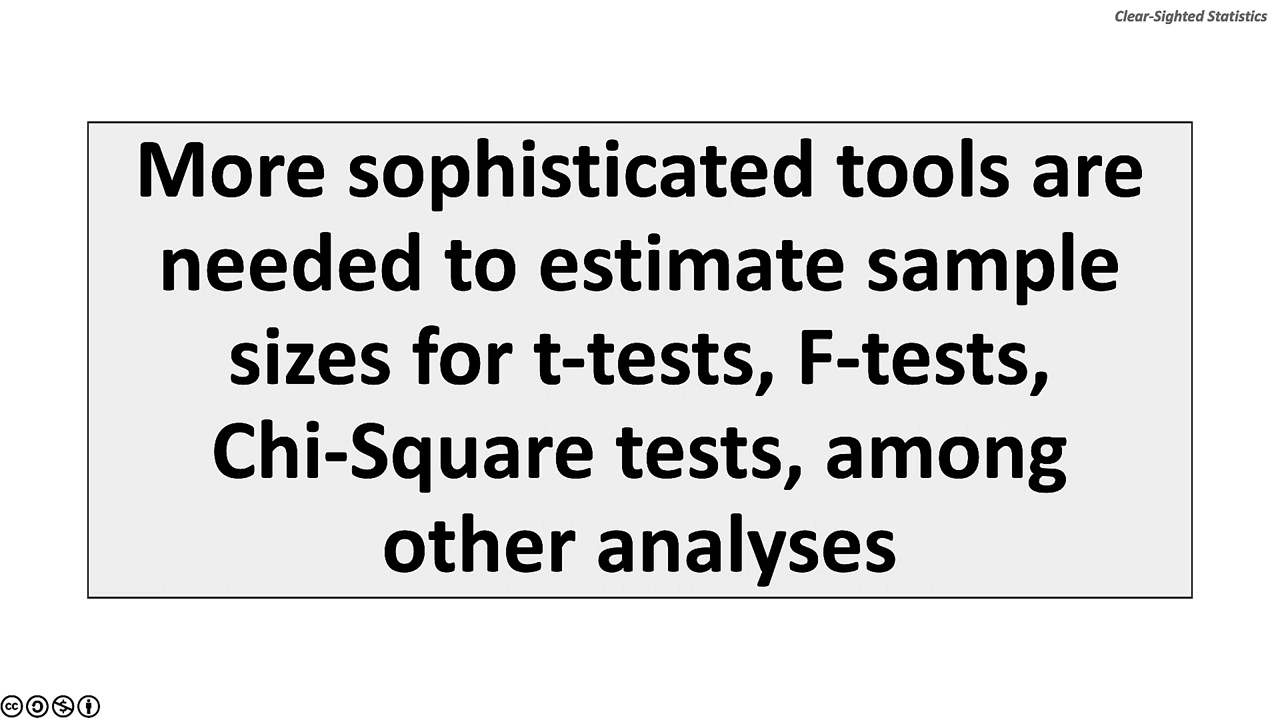 Clear-Sighted Statistics
More sophisticated tools are
needed to estimate sample
sizes for t-tests, F-tests,
Chi-Square tests, among
other analyses